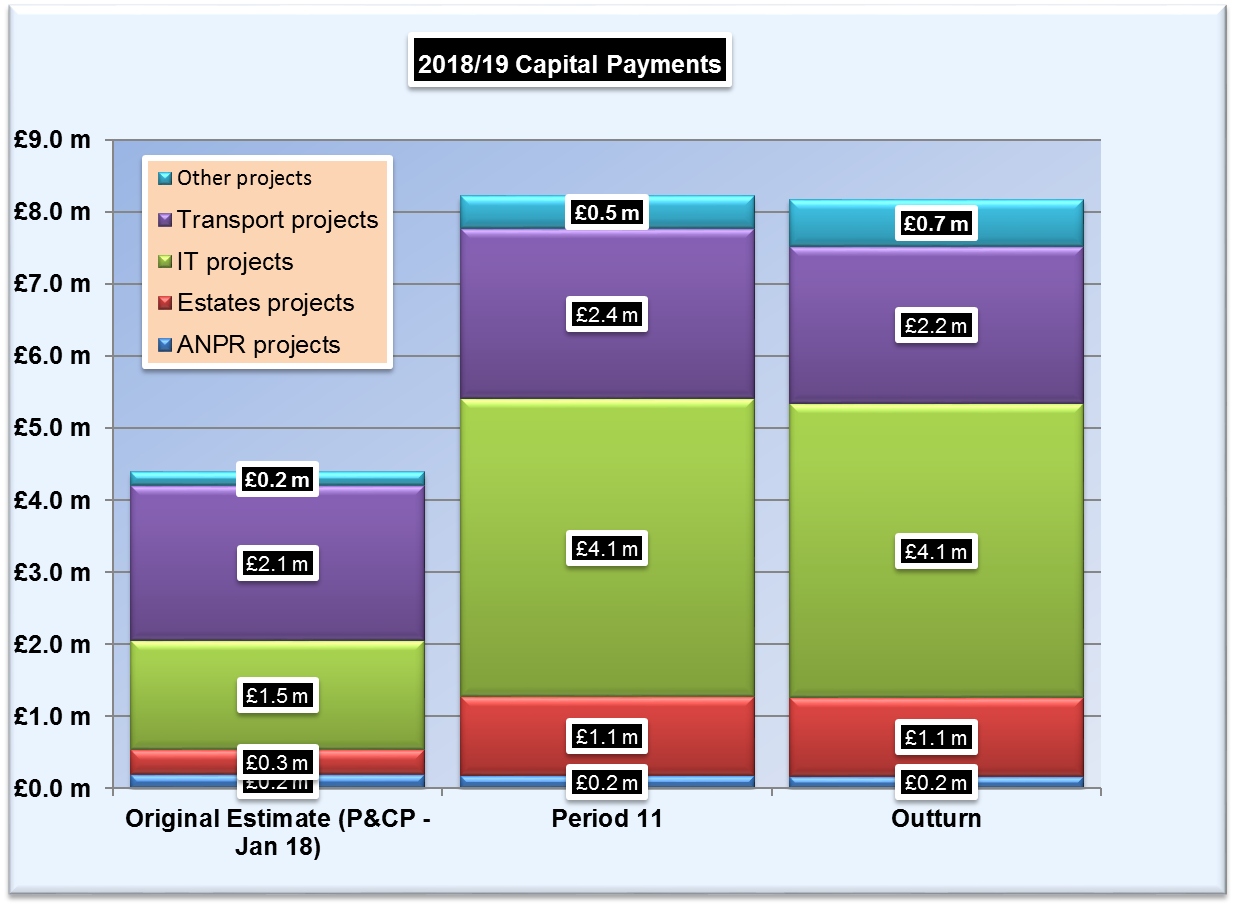 2018/19 Capital Payments
£9.0 m
£8.0 m
£7.0 m
£6.0 m
£5.0 m
£4.0 m
£3.0 m
£2.0 m
£1.0 m
£0.0 m
Other projects
Transport projects
IT projects
Estates projects
ANPR projects
£0.2 m
£2.1 m
£1.5 m
£0.3 m
£0.2 m
£0.5 m
£2.4 m
£4.1 m
£1.1 m
£0.2 m
£0.7 m
£2.2 m
£4.1 m
£1.1 m
£0.2 m
Original Estimate (P&CP -
Jan 18)
Period 11
Outturn